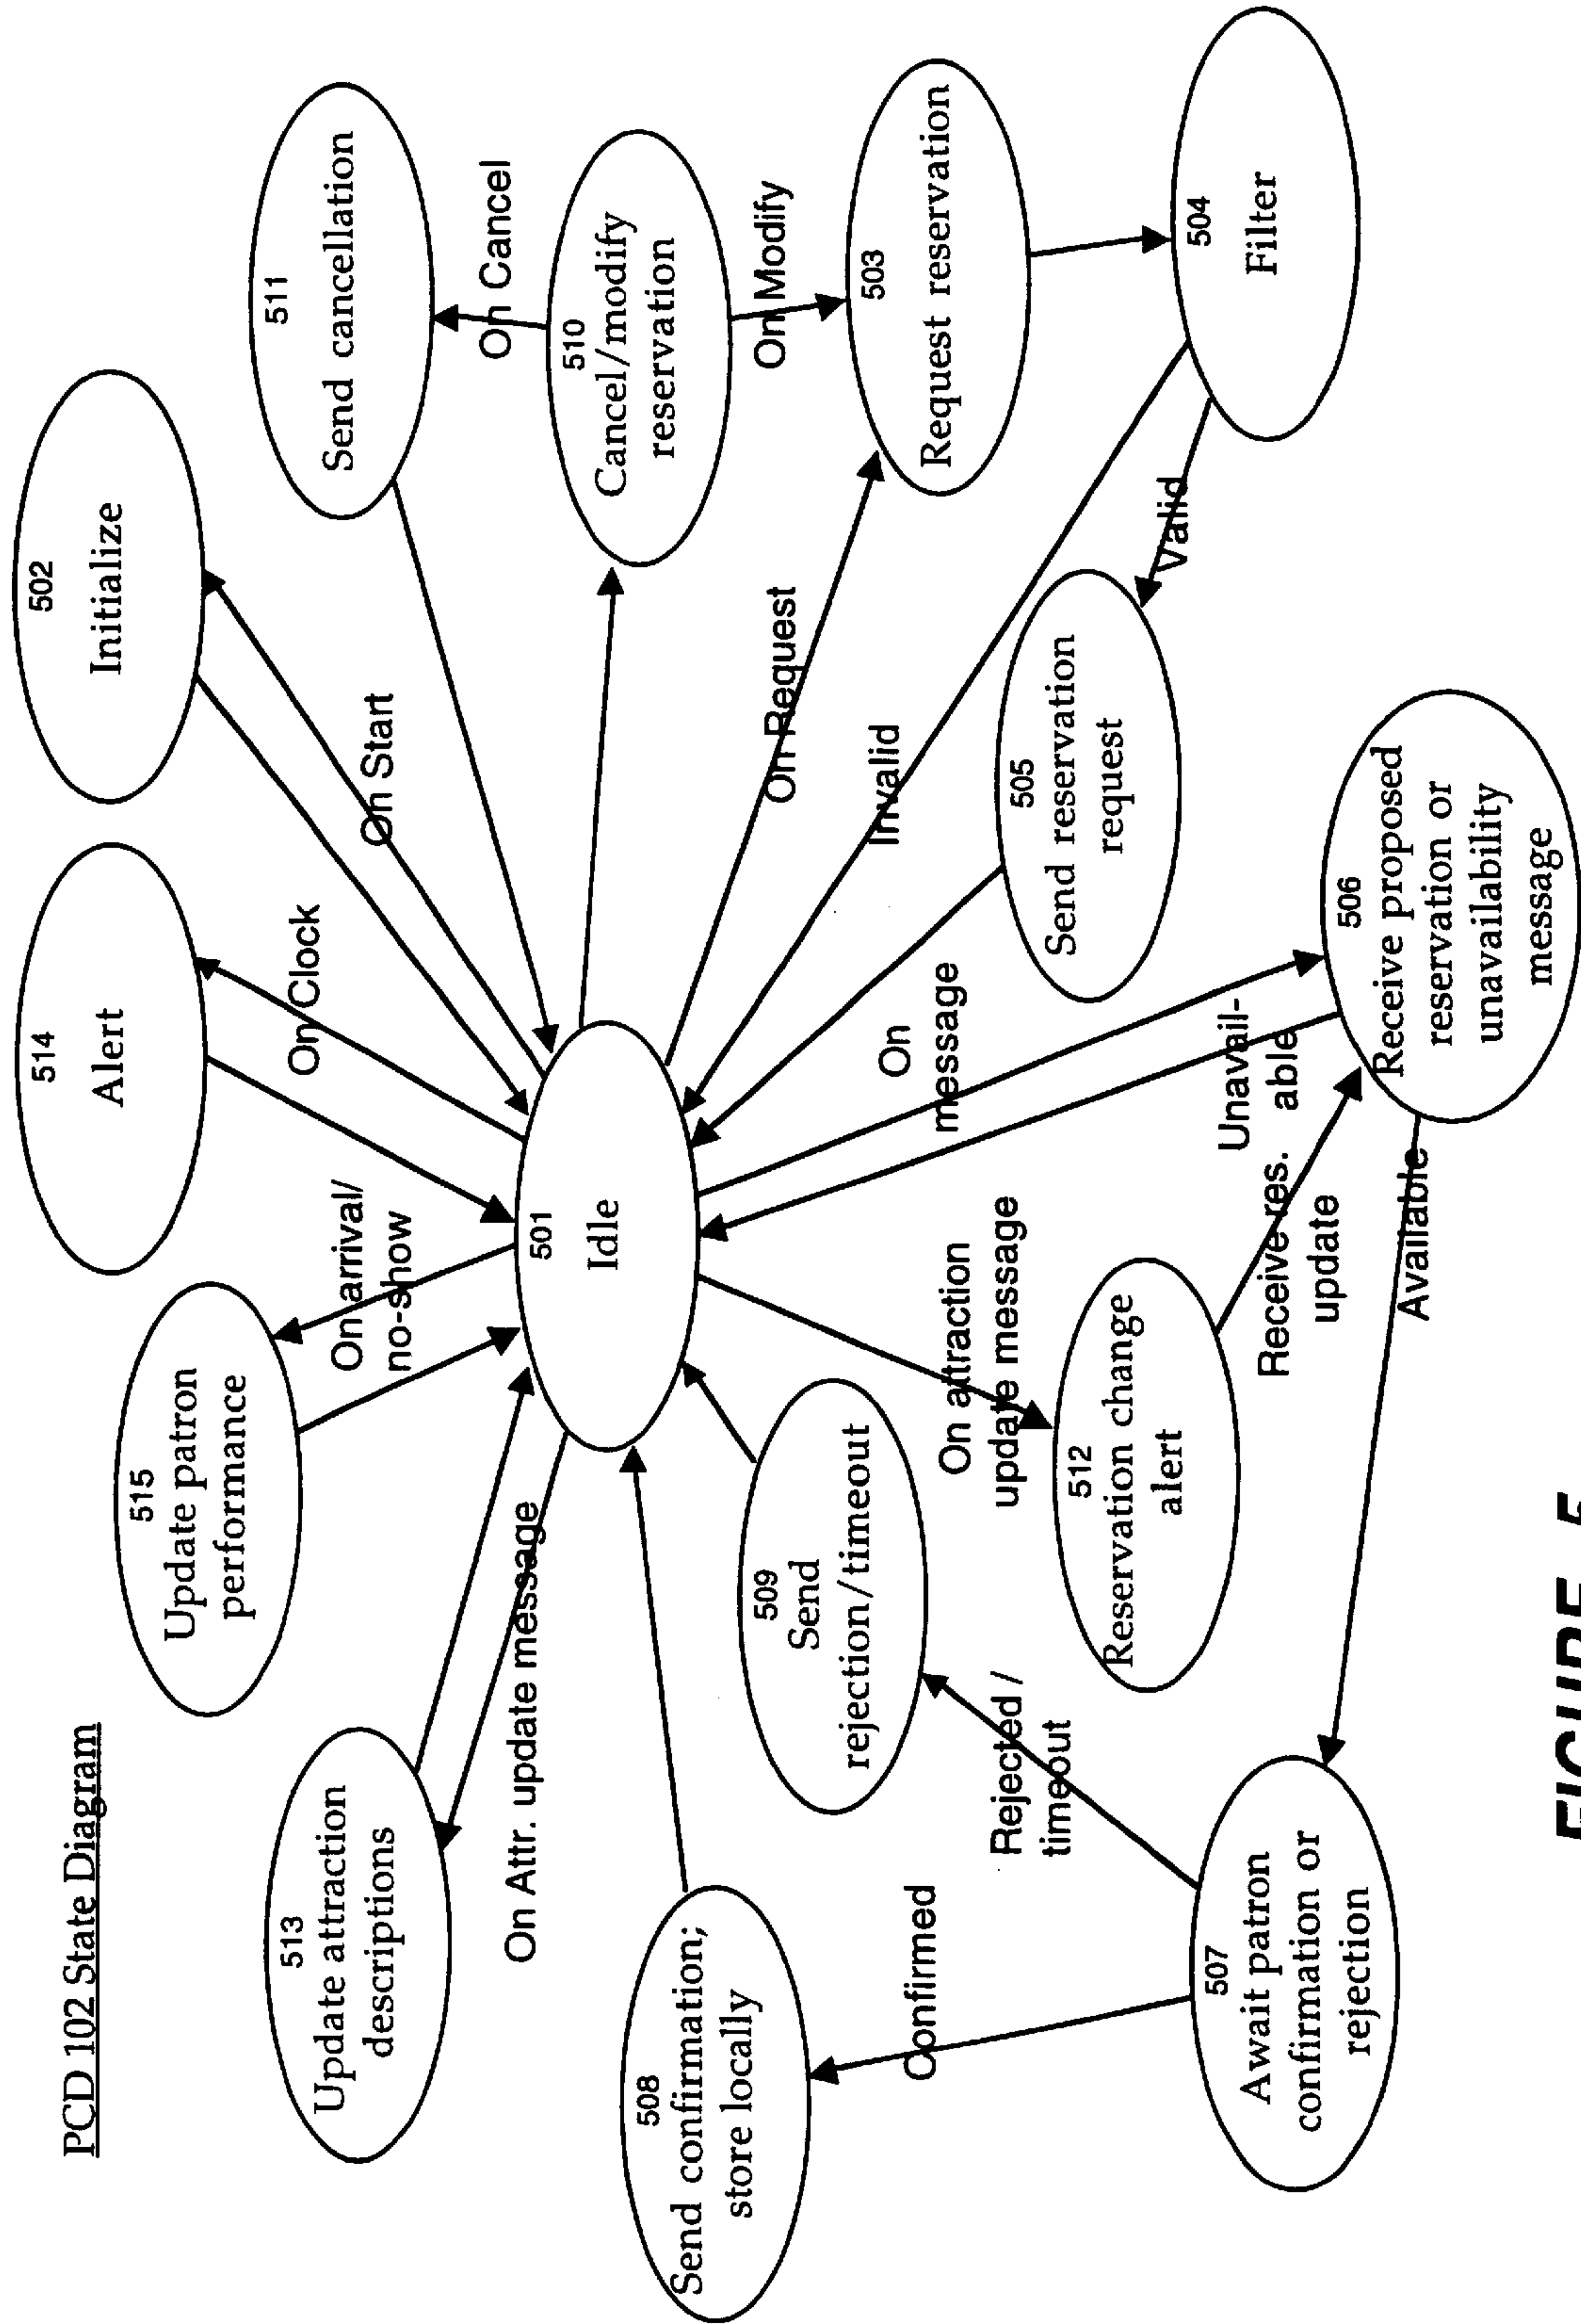 PCD 102 State Diagram
502
Initialize
514
Alert
515
Update patron
performance
513
Update attraction
descriptions
511
Send cancellation
On Start
On Clock
On arrival/
no-show
On Attr. update message
On Cancel
510
Cancel/modify
reservation
501
Idle
508
Send confirmation;
store locally
On Modify
On Request
509
Send
rejection/timeout
503
Request reservation
Invalid
On
message
On attraction
update message
Rejected /
timeout
Confirmed
505
Send reservation
request
512
Reservation change
alert
Valid
504
Filter
Unavail-
able
Receive res.
update
507
Await patron
confirmation or
rejection
506
Receive proposed
reservation or
unavailability
message
Available
FIGURE 5